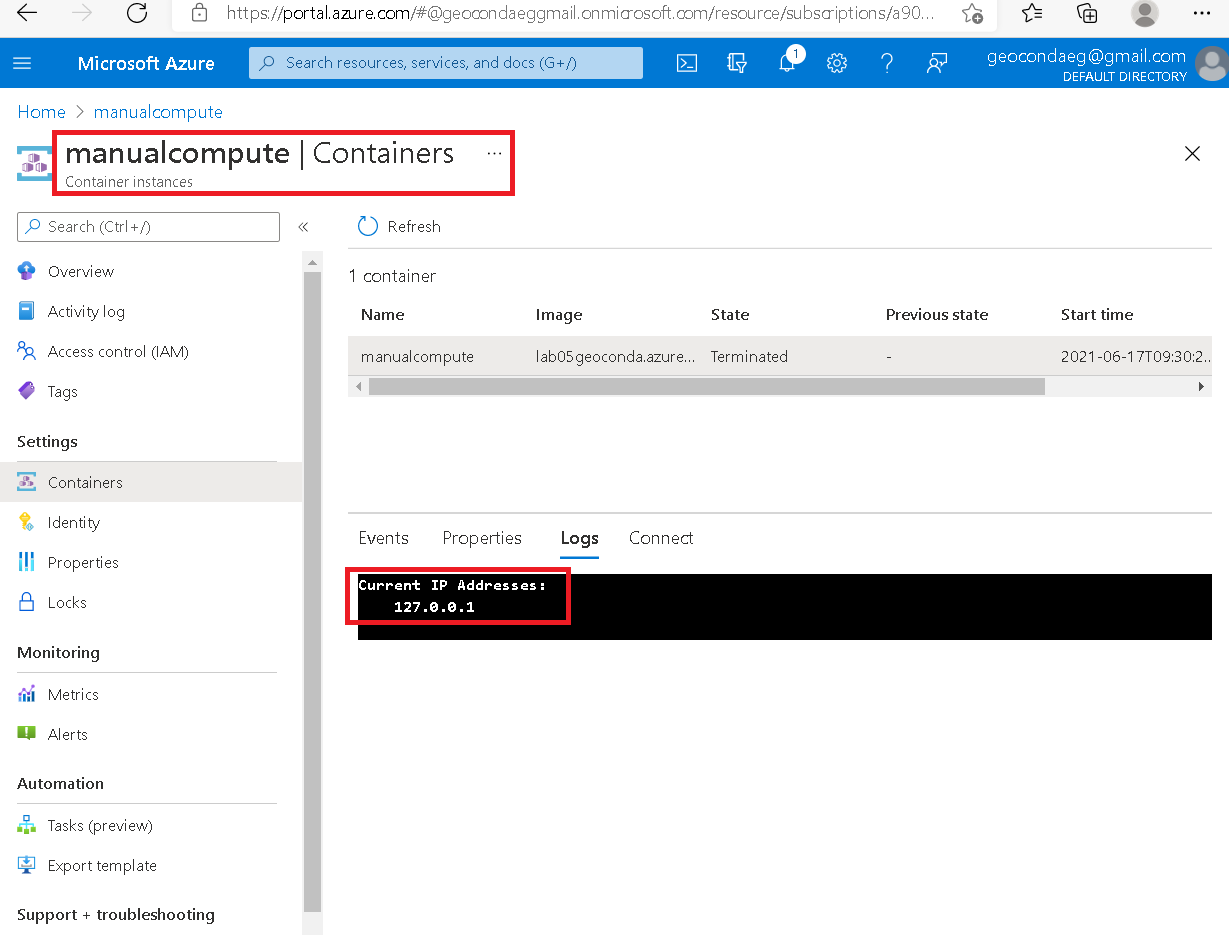 https://portal.azure.com/#@geocondaeggmail.onmicrosoft.com/resource/subscriptions/a90...
Microsoft Azure
Search resources, services, and docs (G+/)
1
geocondaeg@gmail.com
DEFAULT DIRECTORY
Home > manualcompute
manualcompute | Containers ...
Container instances
Search (Ctrl+/)
«
Overview
Activity log
Access control (IAM)
Tags
Settings
Containers
Identity
Properties
Locks
Monitoring
Metrics
Alerts
Automation
Tasks (preview)
Export template
Support + troubleshooting
Refresh
1 container
Name Image State Previous state Start time
manualcompute lab05geoconda.azure... Terminated - 2021-06-17T09:30:2...
Events Properties Logs Connect
Current IP Addresses:
127.0.0.1